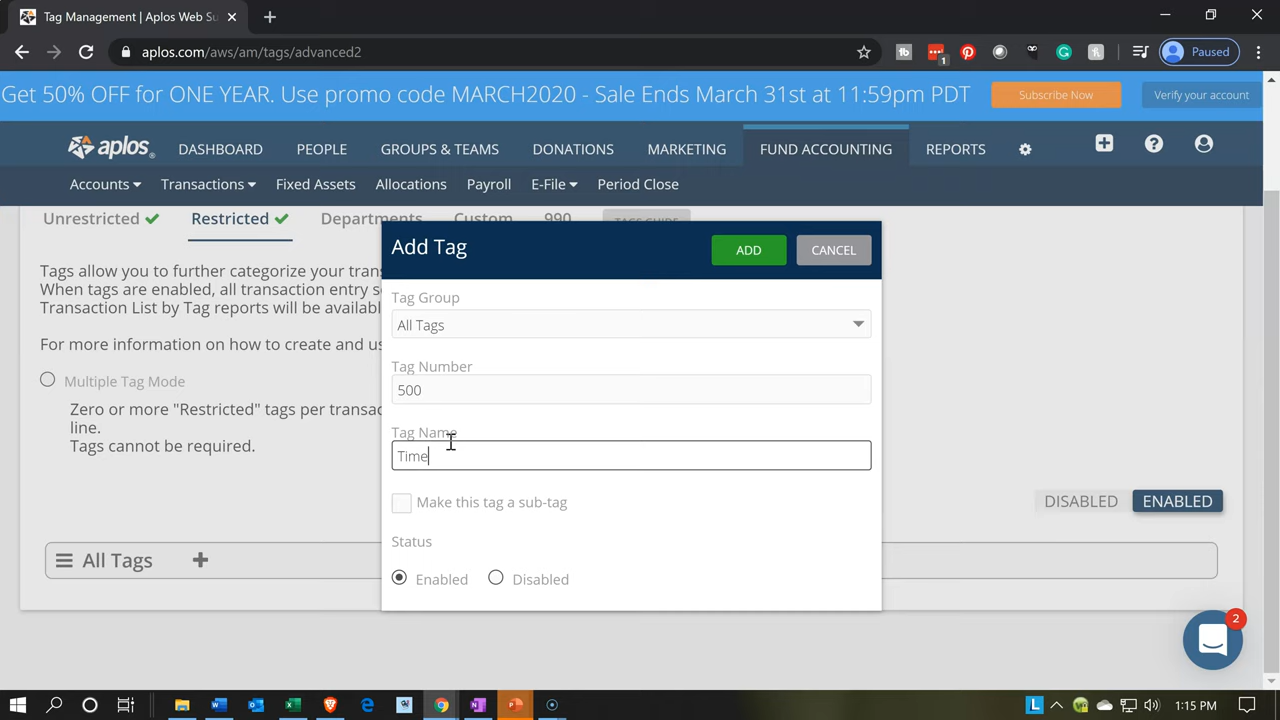 Tag Management | Aplos Web Su
aplos.com/aws/am/tags/advanced2
1
Paused
Get 50% OFF for ONE YEAR. Use promo code MARCH2020 - Sale Ends March 31st at 11:59pm PDT
Subscribe Now
Verify your account
aplos
DASHBOARD
PEOPLE
GROUPS & TEAMS
DONATIONS
MARKETING
FUND ACCOUNTING
REPORTS
Accounts
Transactions
Fixed Assets
Allocations
Payroll
E-File
Period Close
Unrestricted
Restricted
Departments
Custom
990
TAGS GUIDE
Tags allow you to further categorize your tran
When tags are enabled, all transaction entry s
Transaction List by Tag reports will be availab
For more information on how to create and us
Multiple Tag Mode
Zero or more "Restricted" tags per transac
line.
Tags cannot be required.
DISABLED
ENABLED
All Tags
Add Tag
ADD
CANCEL
Tag Group
All Tags
Tag Number
500
Tag Name
Time
Make this tag a sub-tag
Status
Enabled
Disabled
2
1:15 PM